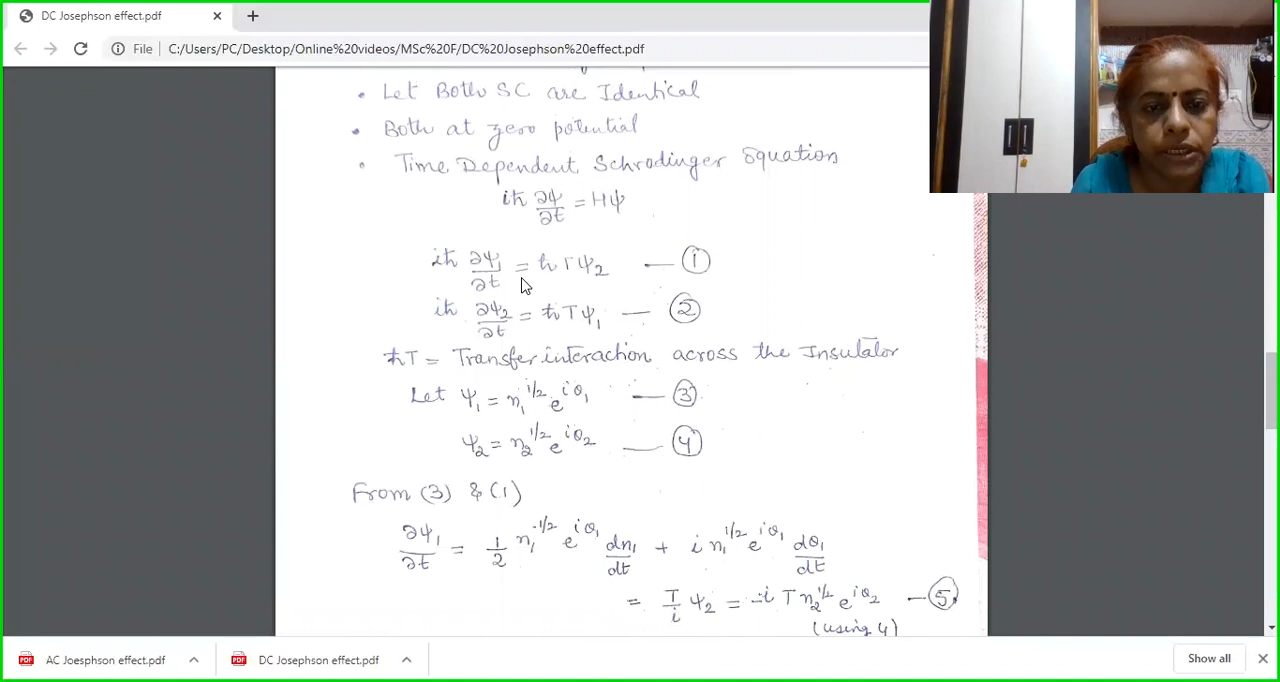 DC Josephson effect.pdf
File C:/Users/PC/Desktop/Online%20videos/MSc%20F/DC%20Josephson%20effect.pdf
• Let Both SC are Identical
• Both at zero potential
• Time Dependent Schrodinger Equation
iħ ∂ψ/∂t = Hψ
iħ ∂ψ₁/∂t = ħTψ₂ — ①
iħ ∂ψ₂/∂t = ħTψ₁ — ②
ħT = Transfer interaction across the Insulator
Let ψ₁ = n₁^{1/2} e^{iθ₁} — ③
ψ₂ = n₂^{1/2} e^{iθ₂} — ④
From (3) & (1)
∂ψ₁/∂t = 1/2 n₁^{-1/2} e^{iθ₁} dn₁/dt + i n₁^{1/2} e^{iθ₁} dθ₁/dt
= T/i ψ₂ = -i T n₂^{1/2} e^{iθ₂} — ⑤
(using 4)
AC Joesphson effect.pdf
DC Josephson effect.pdf
Show all